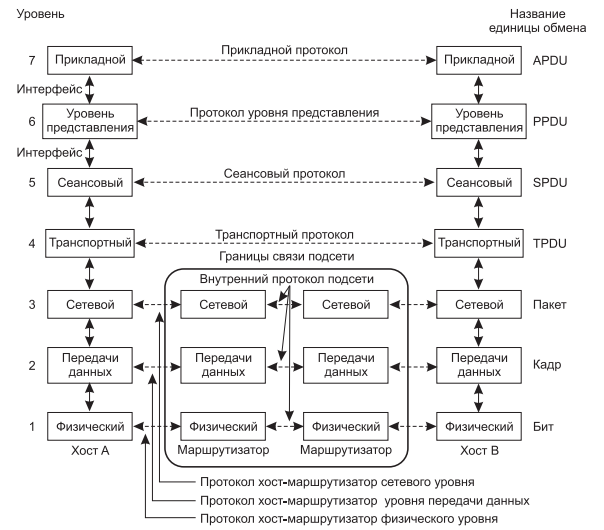 Уровень
Название
единицы обмена
7 Прикладной Прикладной протокол Прикладной APDU
Интерфейс
6 Уровень представления Протокол уровня представления Уровень представления PPDU
Интерфейс
5 Сеансовый Сеансовый протокол Сеансовый SPDU
4 Транспортный Транспортный протокол Транспортный TPDU
Границы связи подсети
Внутренний протокол подсети
3 Сетевой Сетевой Сетевой Сетевой Пакет
2 Передачи данных Передачи данных Передачи данных Передачи данных Кадр
1 Физический Физический Физический Физический Бит
Хост A Маршрутизатор Маршрутизатор Хост B
Протокол хост-маршрутизатор сетевого уровня
Протокол хост-маршрутизатор уровня передачи данных
Протокол хост-маршрутизатор физического уровня